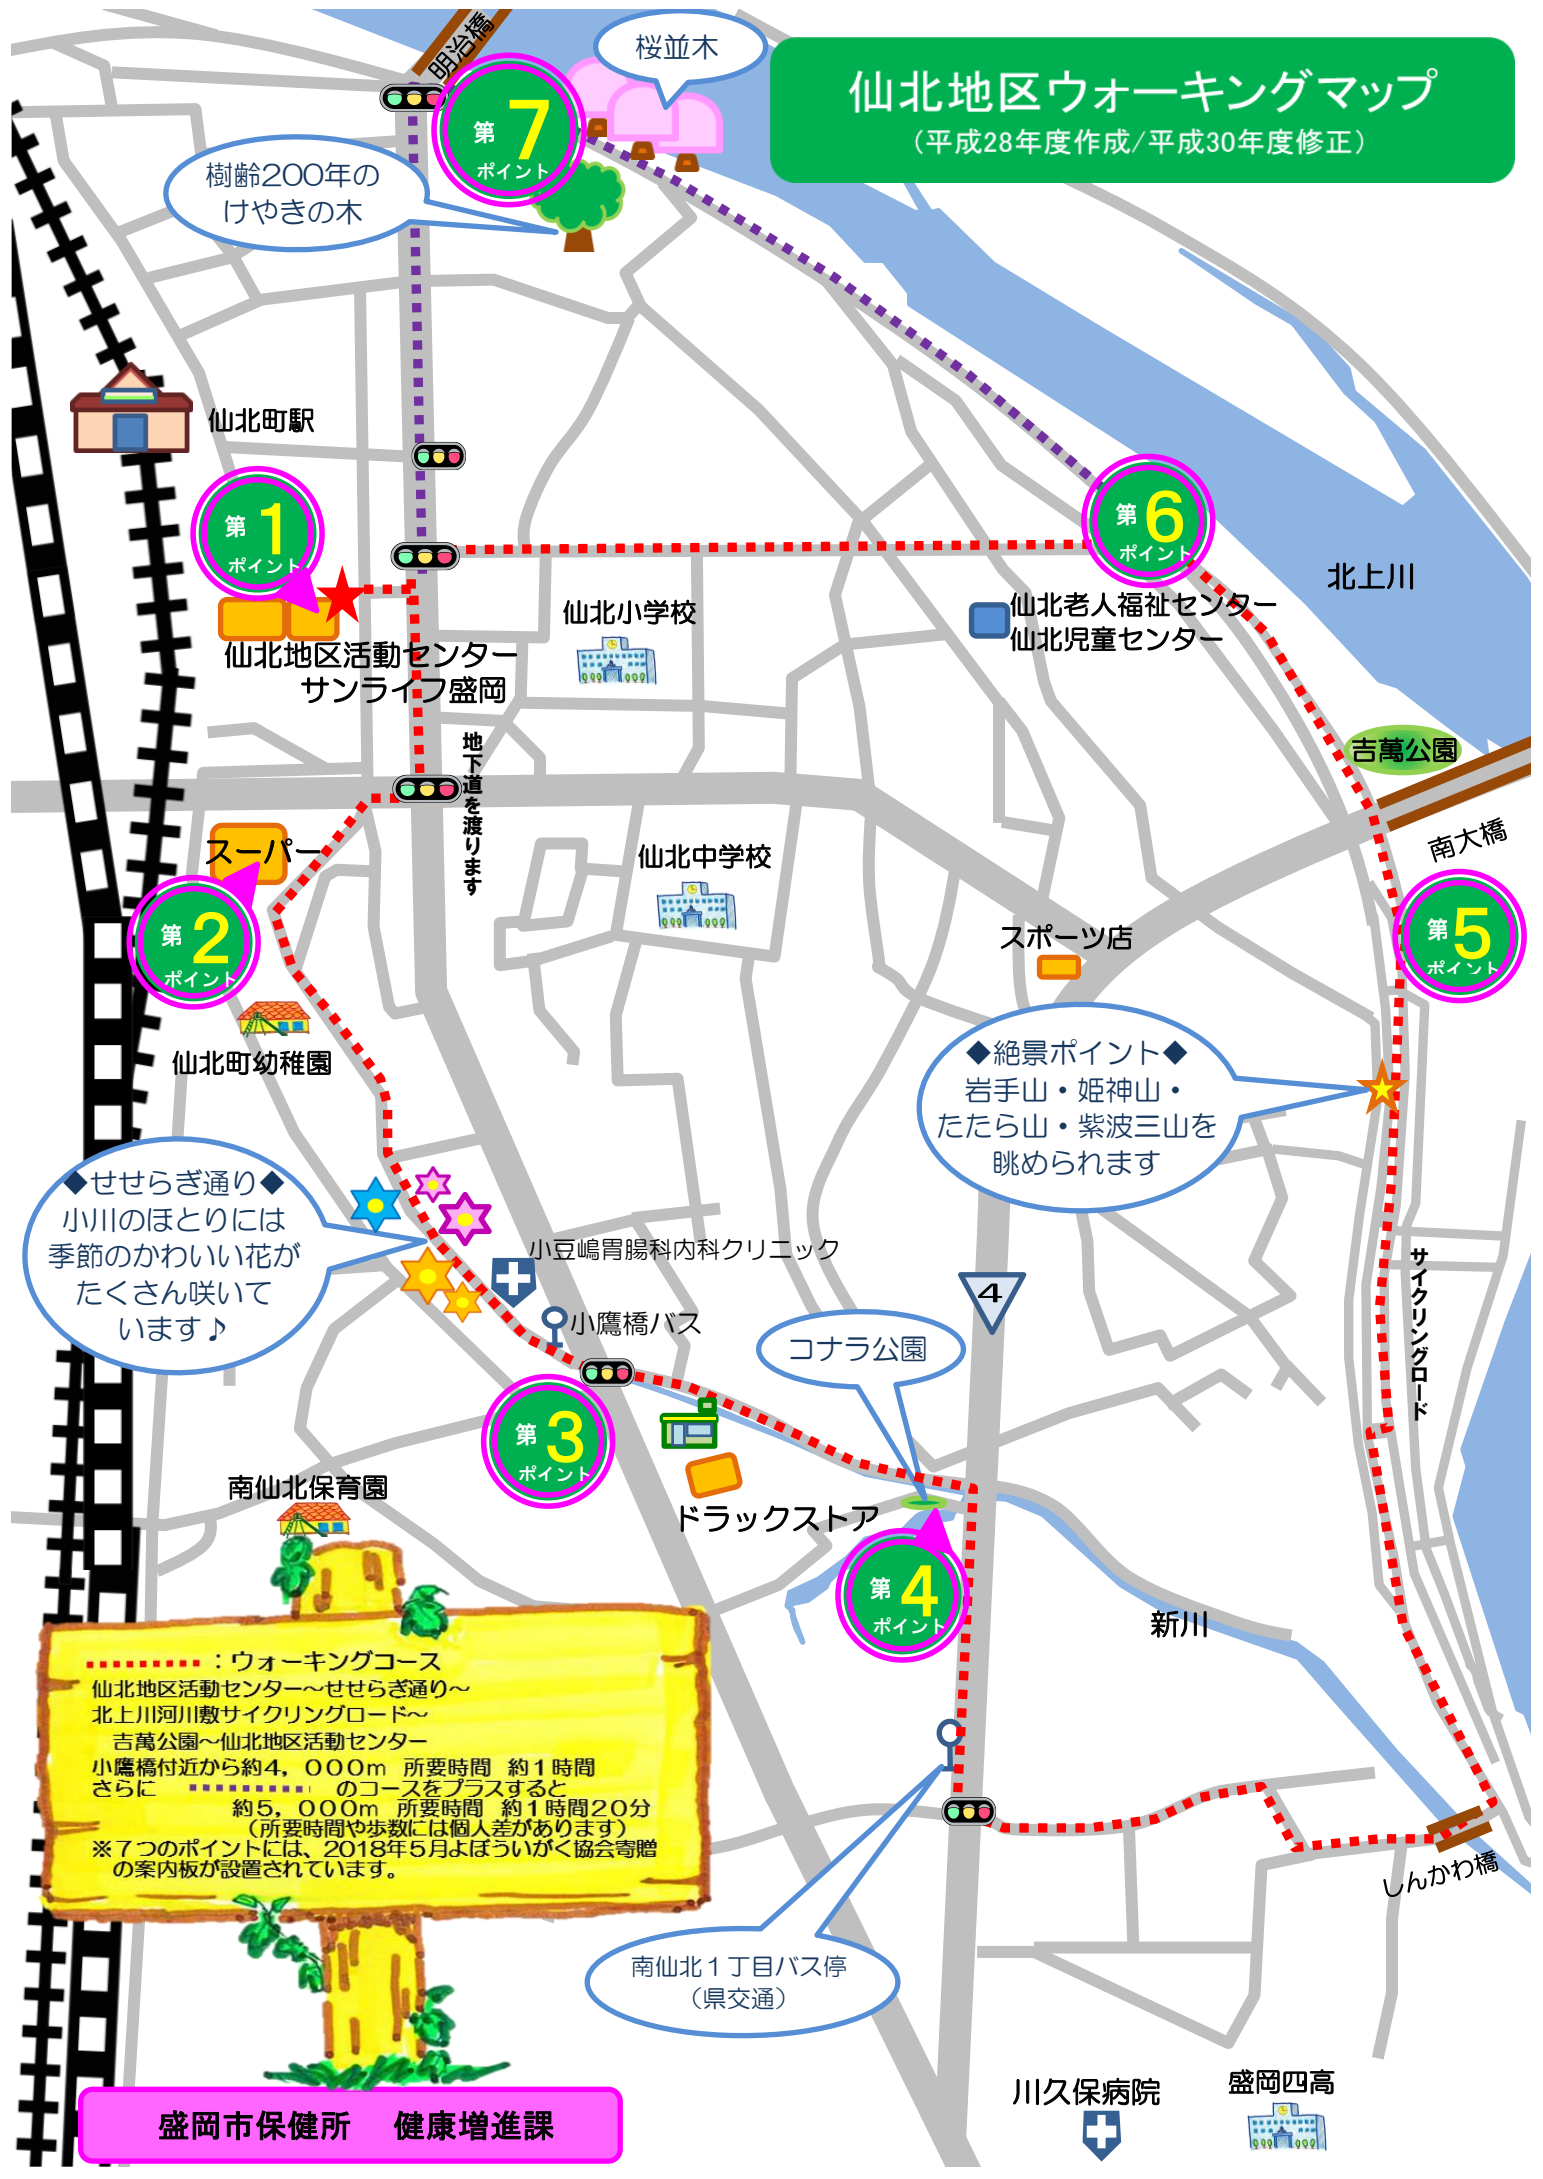 仙北地区ウォーキングマップ
（平成28年度作成/平成30年度修正）
明治橋
桜並木
第7ポイント
樹齢200年の
けやきの木
仙北町駅
第1ポイント
第6ポイント
北上川
仙北小学校
仙北老人福祉センター
仙北児童センター
仙北地区活動センター
サンライフ盛岡
地下道を渡ります
吉萬公園
南大橋
スーパー
仙北中学校
第2ポイント
スポーツ店
第5ポイント
仙北町幼稚園
◆絶景ポイント◆
岩手山・姫神山・
たたら山・紫波三山を
眺められます
◆せせらぎ通り◆
小川のほとりには
季節のかわいい花が
たくさん咲いて
います♪
小豆嶋胃腸科内科クリニック
サイクリングロード
4
小鷹橋バス
コナラ公園
第3ポイント
南仙北保育園
ドラックストア
第4ポイント
新川
：ウォーキングコース
仙北地区活動センター～せせらぎ通り～
北上川河川敷サイクリングロード～
吉萬公園～仙北地区活動センター
小鷹橋付近から約4，000m 所要時間 約1時間
さらに のコースをプラスすると
約5，000m 所要時間 約1時間20分
（所要時間や歩数には個人差があります）
※7つのポイントには、2018年5月よぼういがく協会寄贈
の案内板が設置されています。
しんかわ橋
南仙北1丁目バス停
（県交通）
川久保病院
盛岡四高
盛岡市保健所 健康増進課